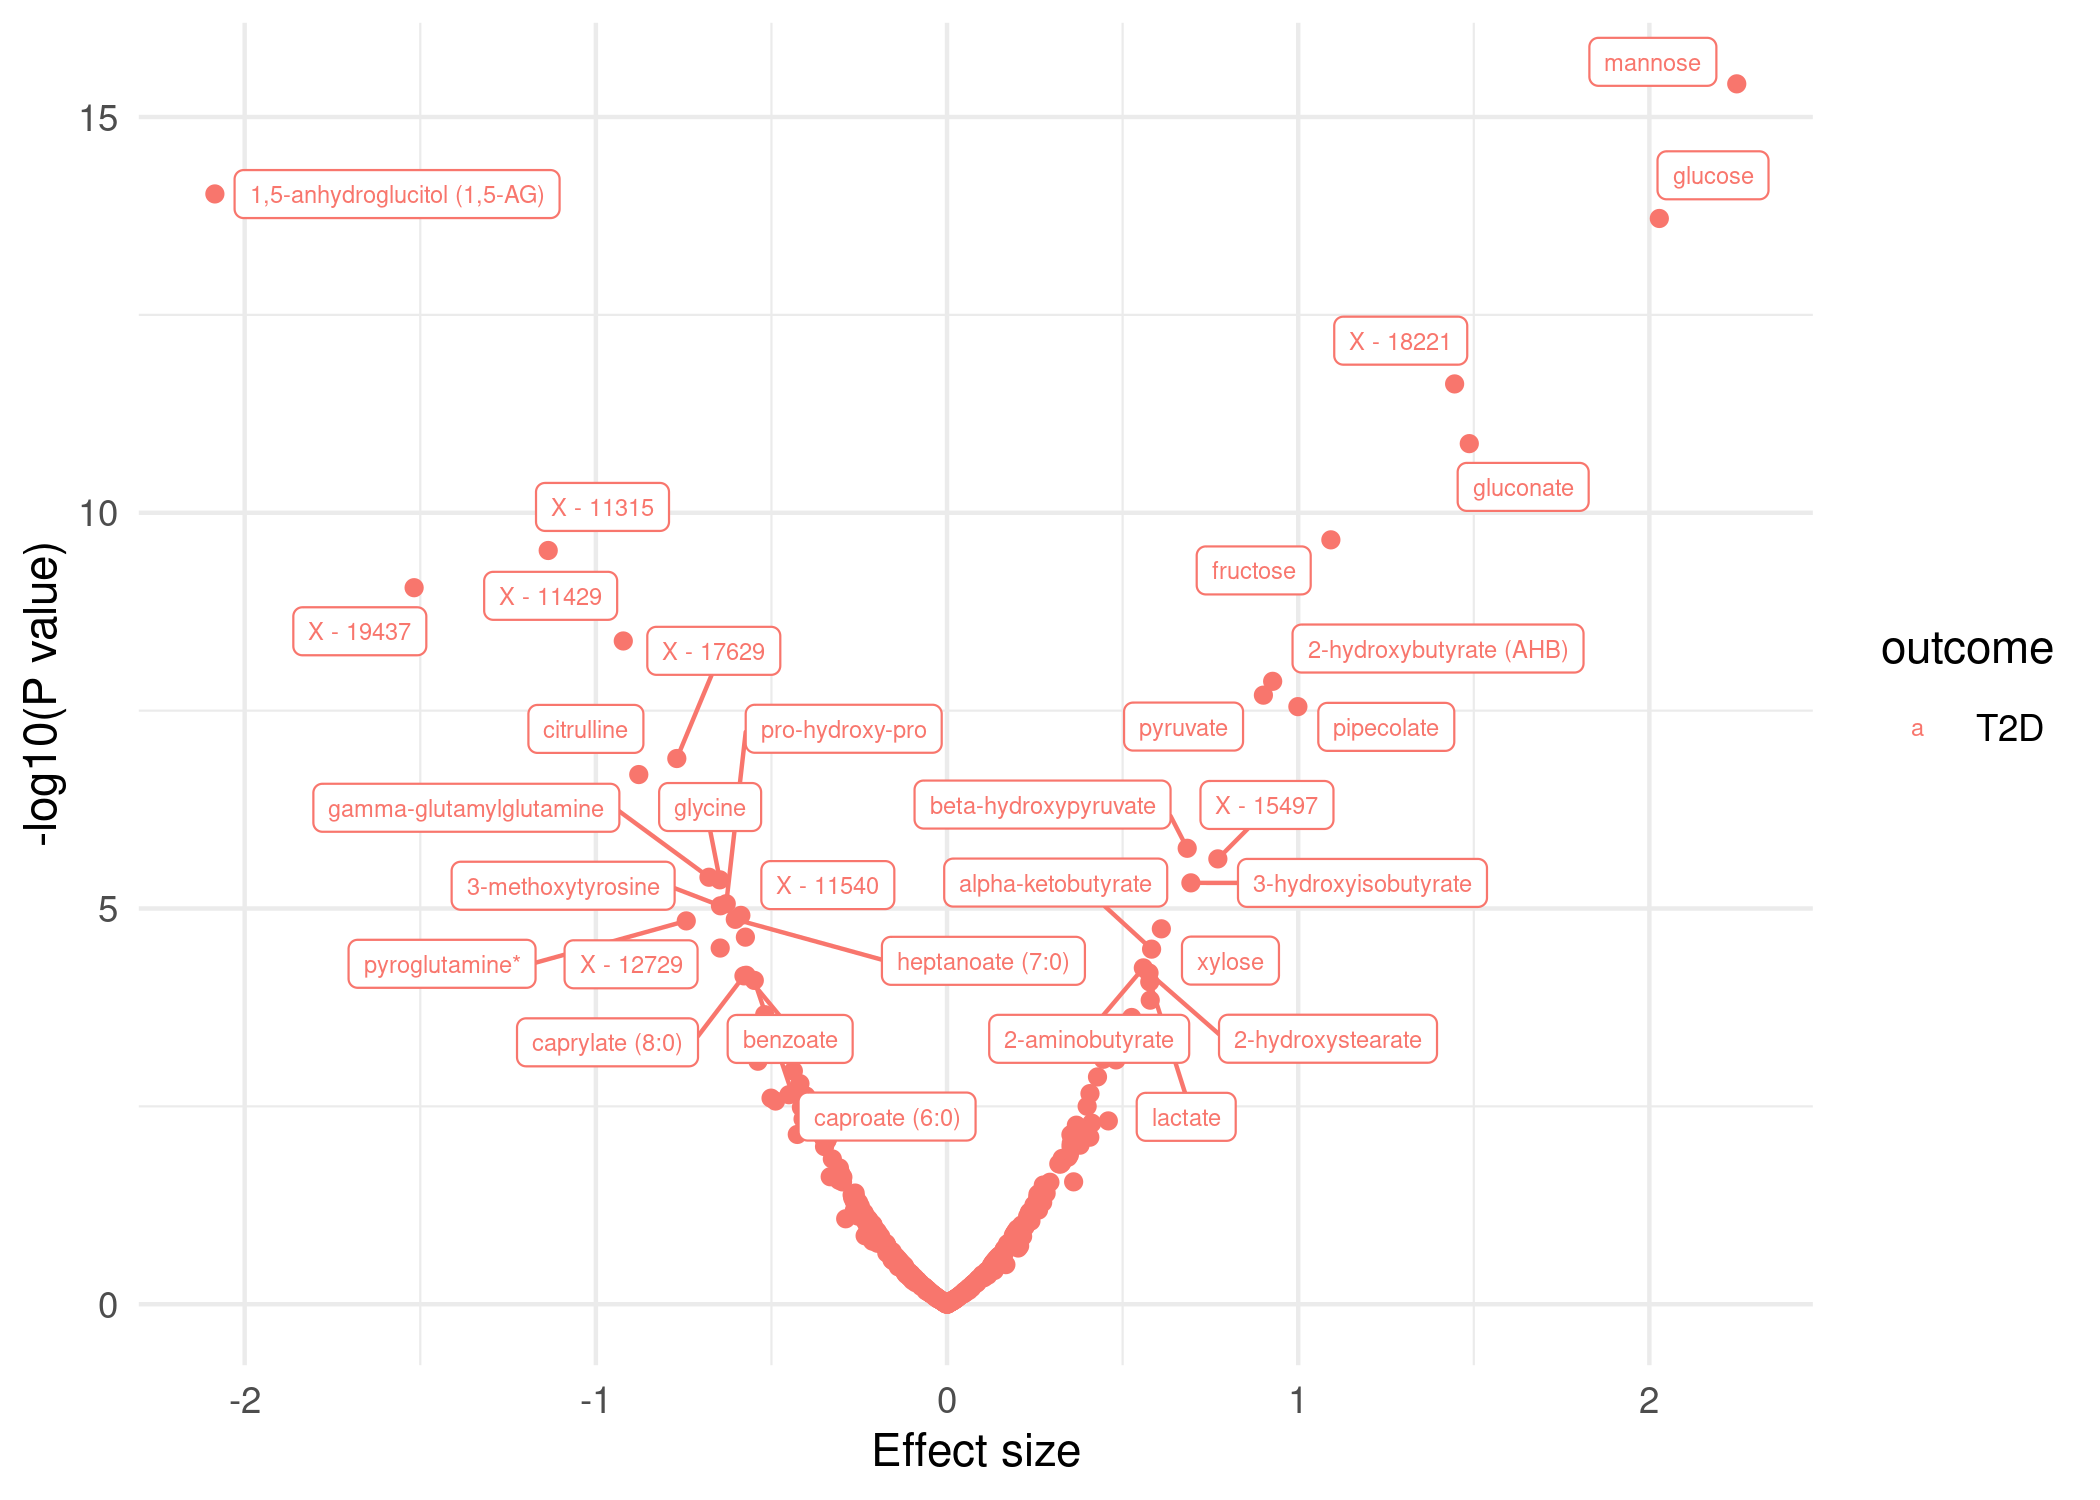 mannose
15
glucose
1,5-anhydroglucitol (1,5-AG)
X - 18221
gluconate
X - 11315
10
fructose
X - 11429
X - 19437
X - 17629
2-hydroxybutyrate (AHB)
outcome
-log10(P value)
citrulline
pro-hydroxy-pro
pyruvate
pipecolate
a T2D
gamma-glutamylglutamine
glycine
beta-hydroxypyruvate
X - 15497
3-methoxytyrosine
X - 11540
alpha-ketobutyrate
3-hydroxyisobutyrate
5
pyroglutamine*
X - 12729
heptanoate (7:0)
xylose
caprylate (8:0)
benzoate
2-aminobutyrate
2-hydroxystearate
caproate (6:0)
lactate
0
-2 -1 0 1 2
Effect size